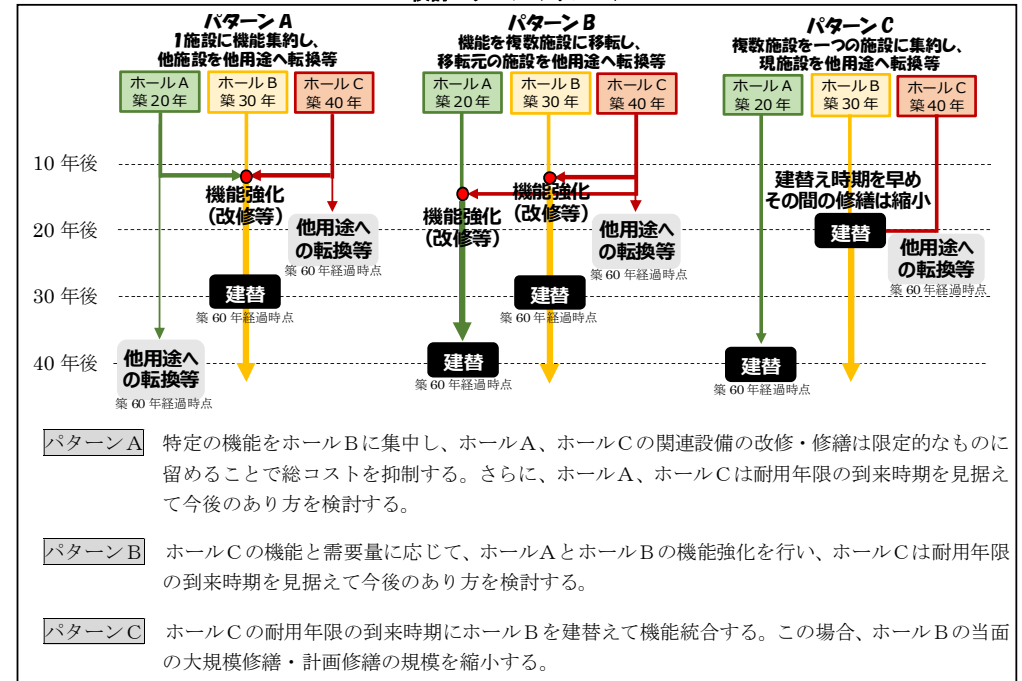 パターンA
1施設に機能集約し、
他施設を他用途へ転換等
ホールA
築20年
ホールB
築30年
ホールC
築40年
パターンB
機能を複数施設に移転し、
移転元の施設を他用途へ転換等
ホールA
築20年
ホールB
築30年
ホールC
築40年
パターンC
複数施設を一つの施設に集約し、
現施設を他用途へ転換等
ホールA
築20年
ホールB
築30年
ホールC
築40年
10年後
20年後
30年後
40年後
機能強化
（改修等）
他用途へ
の転換等
築60年経過時点
建替
築60年経過時点
他用途へ
の転換等
築60年経過時点
機能強化
（改修等）
機能強化
（改修等）
他用途へ
の転換等
築60年経過時点
建替
築60年経過時点
建替
築60年経過時点
建替え時期を早め
その間の修繕は縮小
建替
他用途へ
の転換等
築60年経過時点
建替
築60年経過時点
パターンA 特定の機能をホールBに集中し、ホールA、ホールCの関連設備の改修・修繕は限定的なものに
留めることで総コストを抑制する。さらに、ホールA、ホールCは耐用年限の到来時期を見据え
て今後のあり方を検討する。
パターンB ホールCの機能と需要量に応じて、ホールAとホールBの機能強化を行い、ホールCは耐用年限
の到来時期を見据えて今後のあり方を検討する。
パターンC ホールCの耐用年限の到来時期にホールBを建替えて機能統合する。この場合、ホールBの当面
の大規模修繕・計画修繕の規模を縮小する。